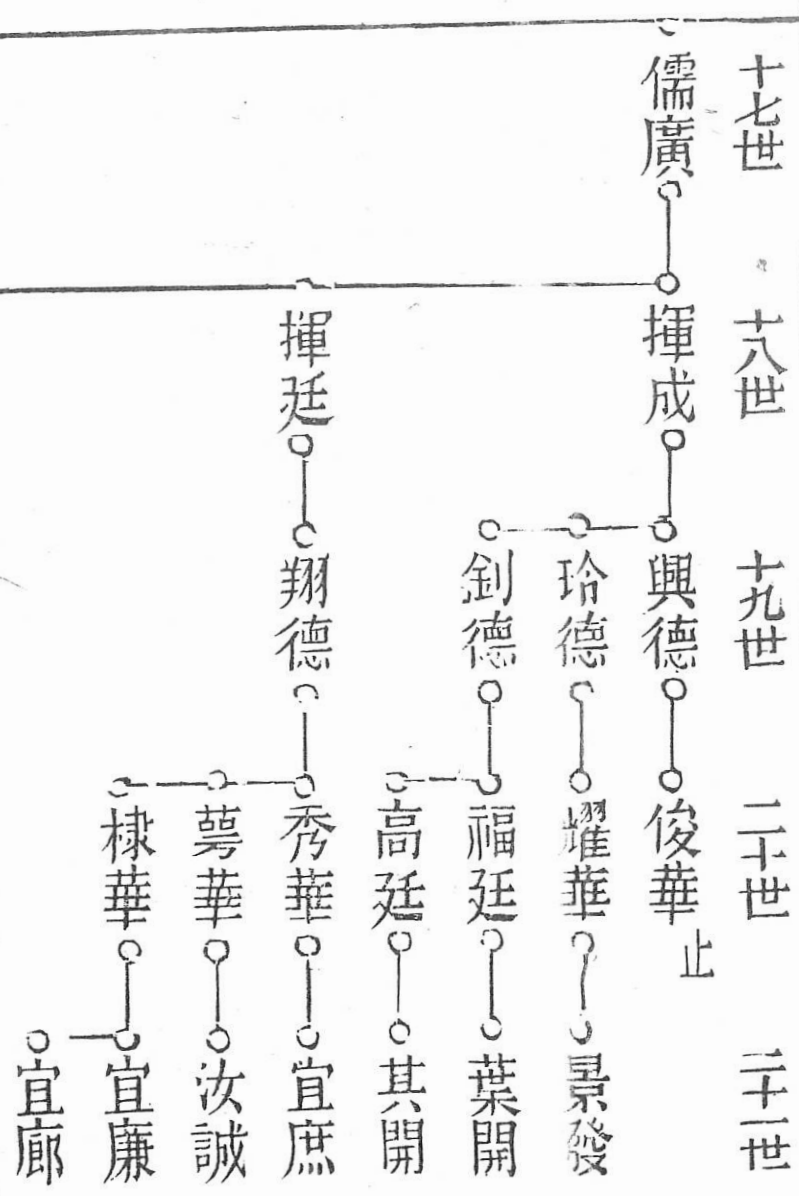 十七世
儒廣
十八世
揮成
揮廷
十九世
興德
玲德
釗德
翔德
二十世
俊華
止
耀華
福廷
高廷
秀華
萼華
棣華
二十一世
景發
葉開
其開
宜庶
汝誠
宜廉
宜廊